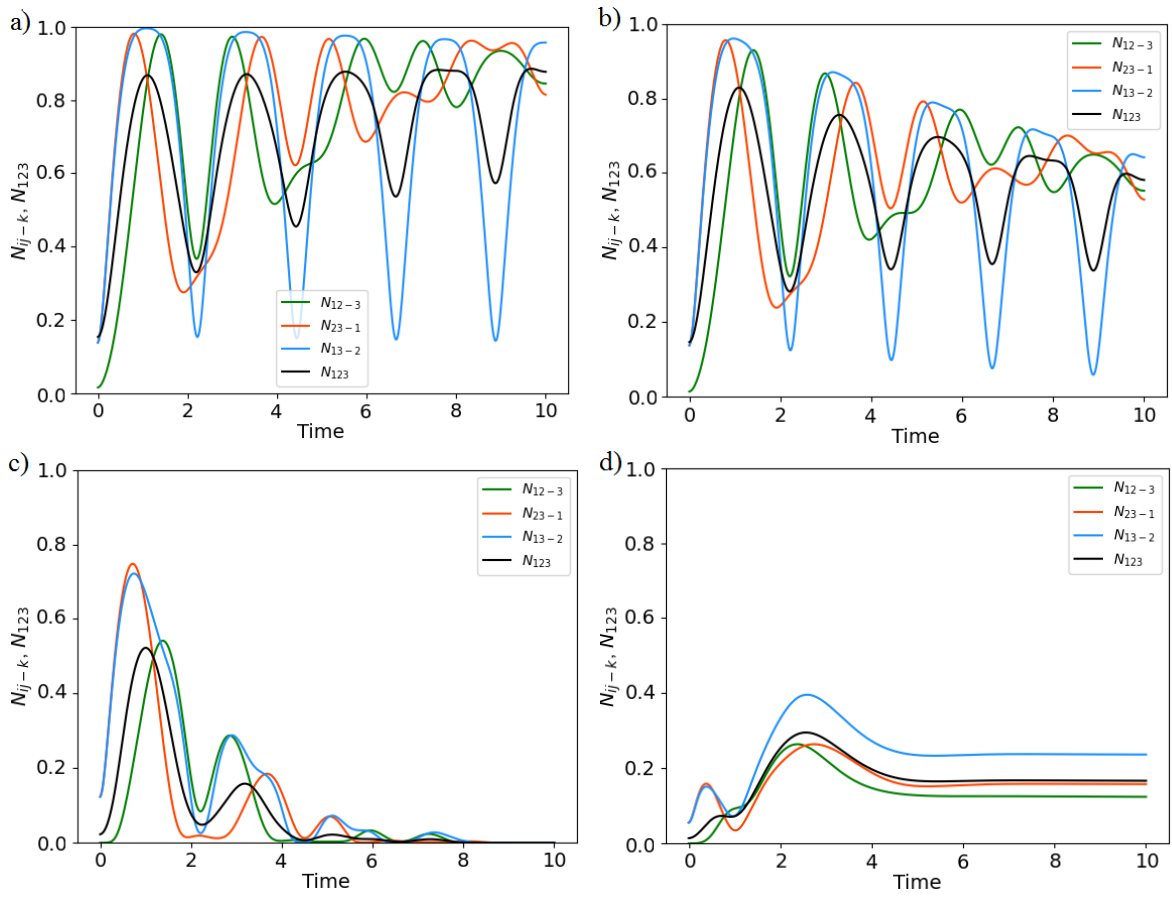 a)
1.0
0.8
0.6
0.4
0.2
0.0
N_{ij-k}, N_{123}
N_{12-3}
N_{23-1}
N_{13-2}
N_{123}
0 2 4 6 8 10
Time
b)
1.0
0.8
0.6
0.4
0.2
0.0
N_{ij-k}, N_{123}
N_{12-3}
N_{23-1}
N_{13-2}
N_{123}
0 2 4 6 8 10
Time
c)
1.0
0.8
0.6
0.4
0.2
0.0
N_{ij-k}, N_{123}
N_{12-3}
N_{23-1}
N_{13-2}
N_{123}
0 2 4 6 8 10
Time
d)
1.0
0.8
0.6
0.4
0.2
0.0
N_{ij-k}, N_{123}
N_{12-3}
N_{23-1}
N_{13-2}
N_{123}
0 2 4 6 8 10
Time